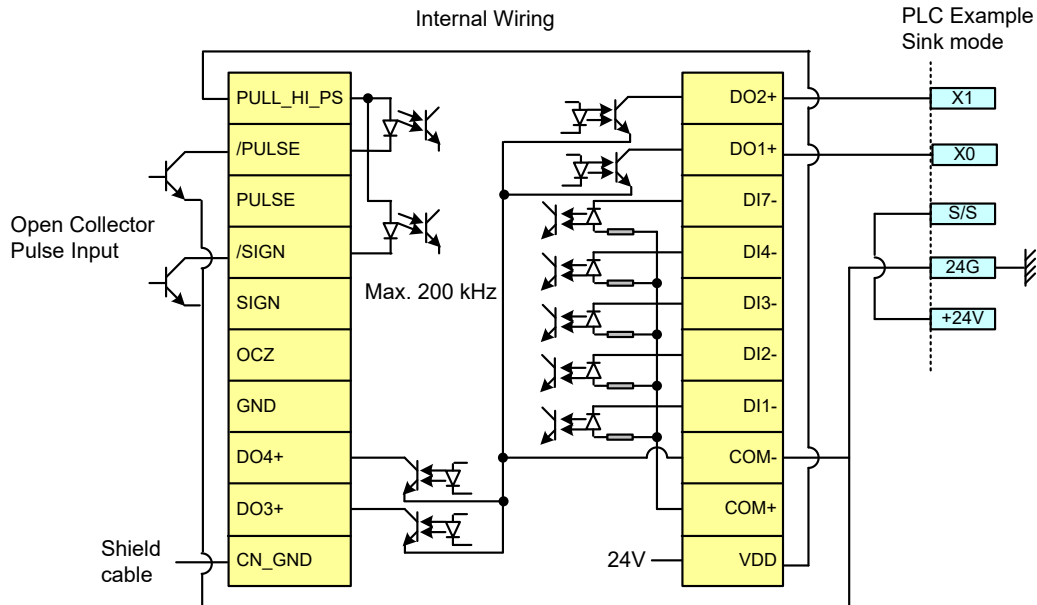 Internal Wiring
PLC Example
Sink mode
PULL_HI_PS
/PULSE
PULSE
/SIGN
SIGN
OCZ
GND
DO4+
DO3+
CN_GND
Open Collector
Pulse Input
Shield
cable
Max. 200 kHz
DO2+
DO1+
DI7-
DI4-
DI3-
DI2-
DI1-
COM-
COM+
VDD
24V
X1
X0
S/S
24G
+24V